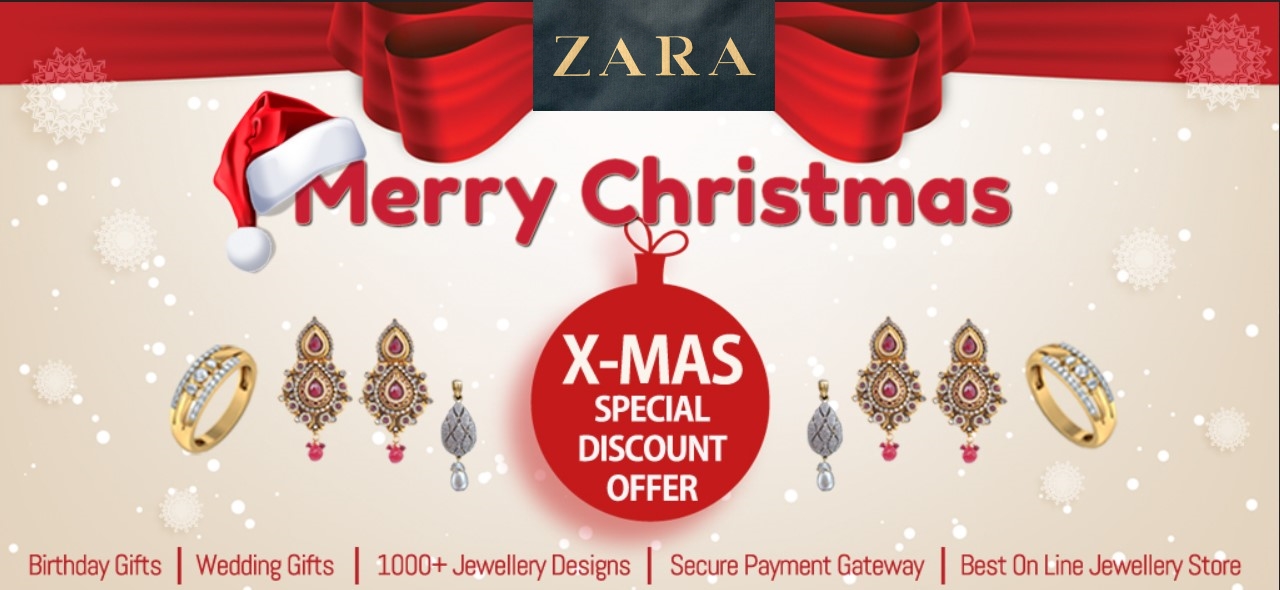 ZARA
Merry Christmas
X-MAS
SPECIAL
DISCOUNT
OFFER
Birthday Gifts | Wedding Gifts | 1000+ Jewellery Designs | Secure Payment Gateway | Best On Line Jewellery Store